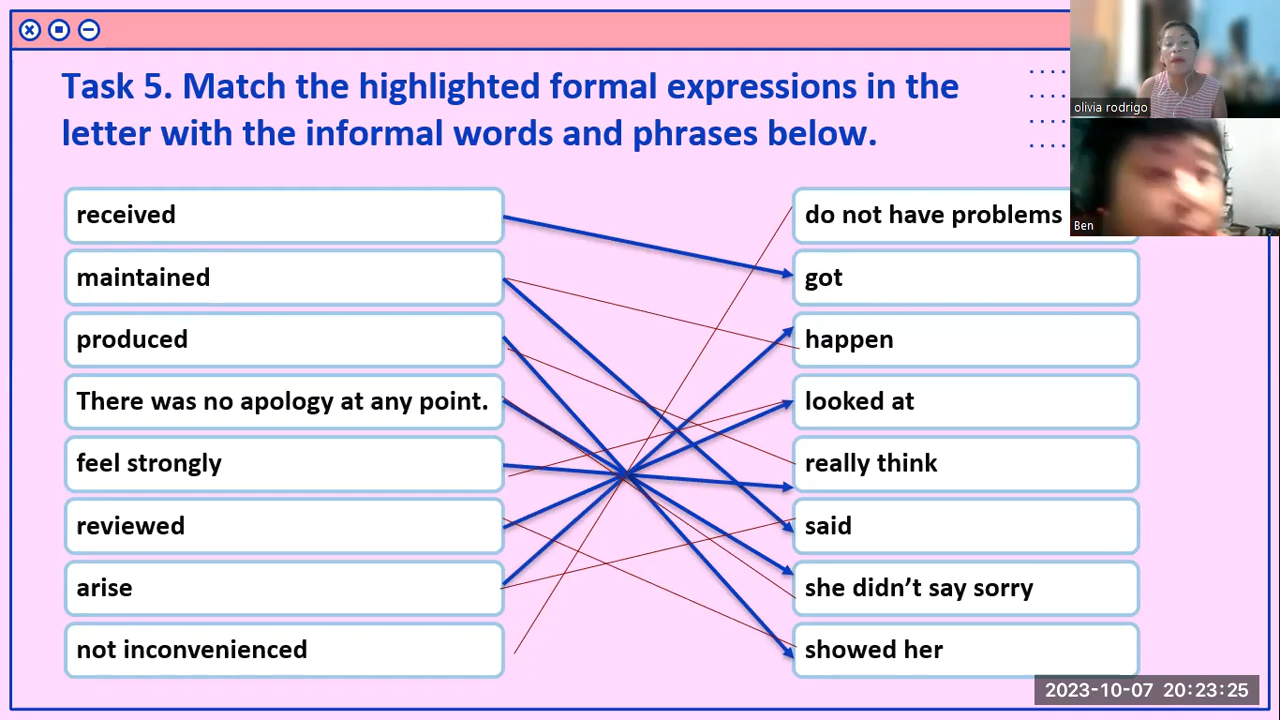 Task 5. Match the highlighted formal expressions in the
letter with the informal words and phrases below.
olivia rodrigo
Ben
received
do not have problems
maintained
got
produced
happen
There was no apology at any point.
looked at
feel strongly
really think
reviewed
said
arise
she didn’t say sorry
not inconvenienced
showed her
2023-10-07 20:23:25